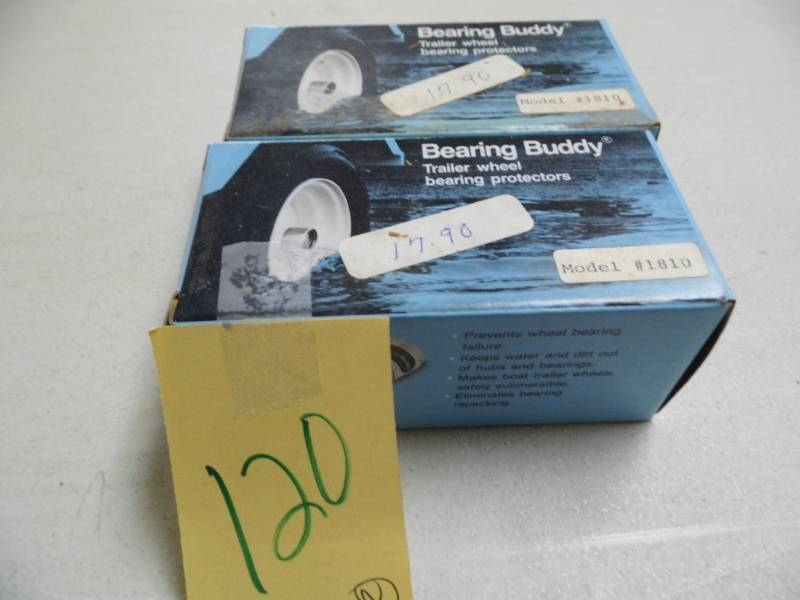 Bearing Buddy®
Trailer wheel
bearing protectors
17.90
Model #1810
Bearing Buddy®
Trailer wheel
bearing protectors
17.90
Model #1810
• Prevents wheel bearing
failure.
• Keeps water and dirt out
of hubs and bearings.
• Makes boat trailer wheels
safely submersible.
• Eliminates bearing
repacking.
120